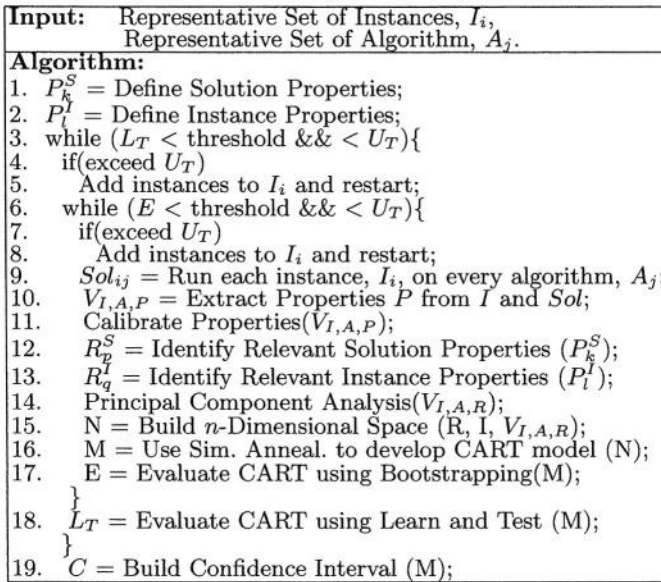 Input: Representative Set of Instances, I_i,
Representative Set of Algorithm, A_j.
Algorithm:
1. P_k^S = Define Solution Properties;
2. P_l^I = Define Instance Properties;
3. while (L_T < threshold && < U_T){
4. if(exceed U_T)
5. Add instances to I_i and restart;
6. while (E < threshold && < U_T){
7. if(exceed U_T)
8. Add instances to I_i and restart;
9. Sol_ij = Run each instance, I_i, on every algorithm, A_j;
10. V_I,A,P = Extract Properties P from I and Sol;
11. Calibrate Properties(V_I,A,P);
12. R_p^S = Identify Relevant Solution Properties (P_k^S);
13. R_q^I = Identify Relevant Instance Properties (P_l^I);
14. Principal Component Analysis(V_I,A,R);
15. N = Build n-Dimensional Space (R, I, V_I,A,R);
16. M = Use Sim. Anneal. to develop CART model (N);
17. E = Evaluate CART using Bootstrapping(M);
}
18. L_T = Evaluate CART using Learn and Test (M);
}
19. C = Build Confidence Interval (M);